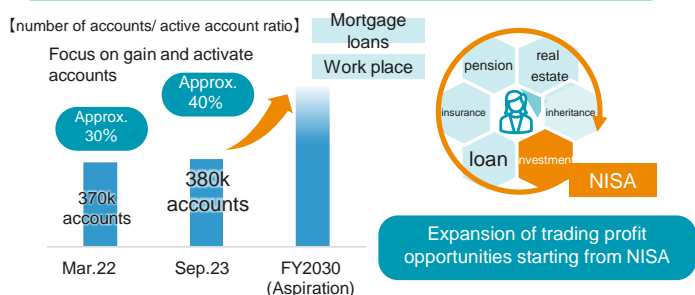 【number of accounts/ active account ratio】
Focus on gain and activate
accounts
Approx.
30%
Approx.
40%
370k
accounts
380k
accounts
Mar.22
Sep.23
FY2030
(Aspiration)
Mortgage
loans
Work place
pension
real
estate
insurance
inheritance
loan
investment
NISA
Expansion of trading profit
opportunities starting from NISA